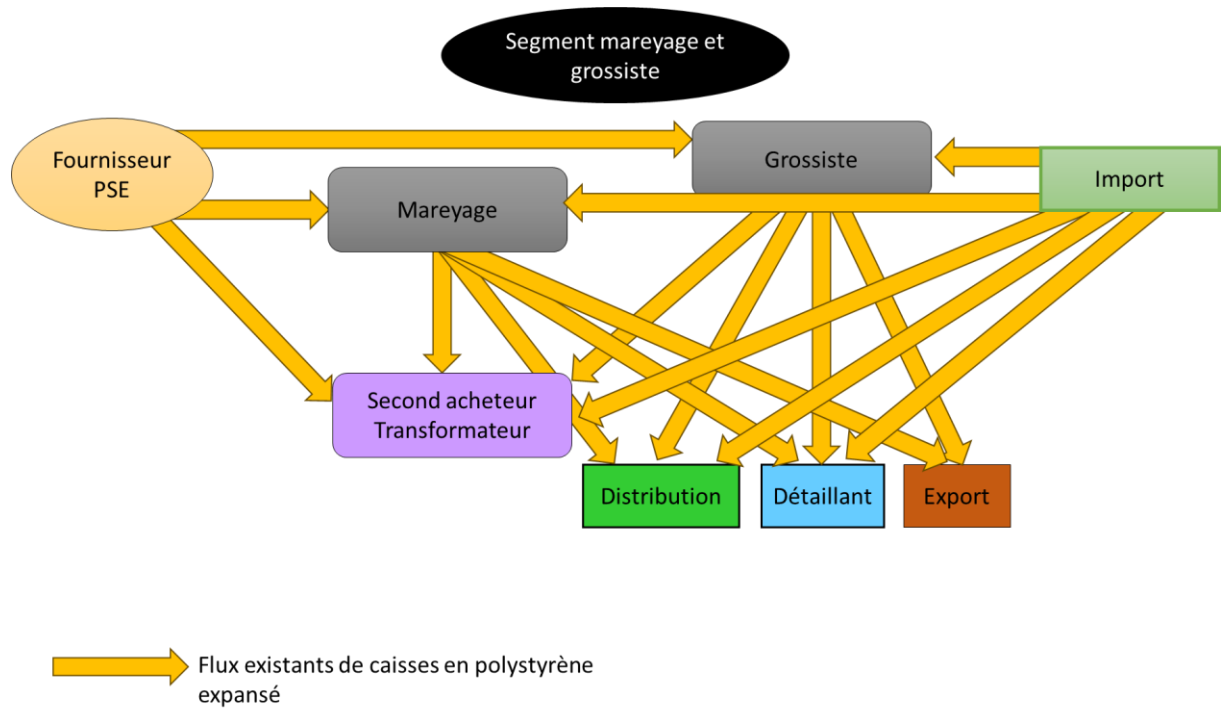 Segment mareyage et
grossiste
Fournisseur
PSE
Grossiste
Import
Mareyage
Second acheteur
Transformateur
Distribution
Détaillant
Export
Flux existants de caisses en polystyrène
expansé